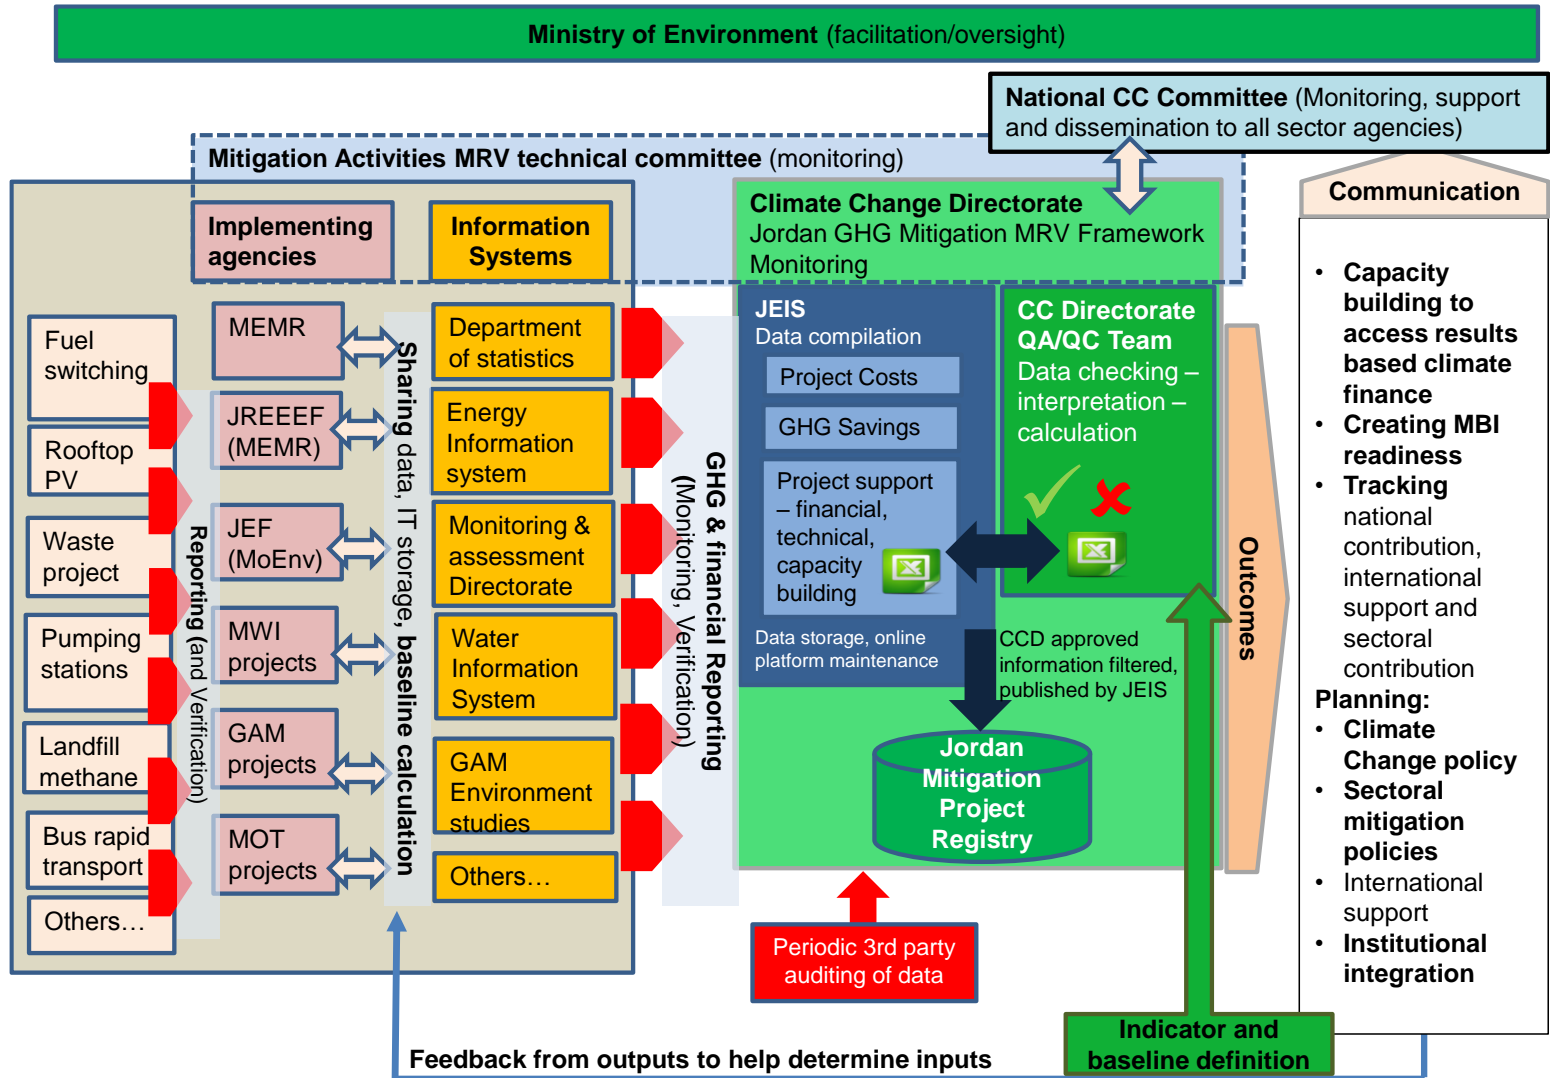 Ministry of Environment (facilitation/oversight)
National CC Committee (Monitoring, support
and dissemination to all sector agencies)
Mitigation Activities MRV technical committee (monitoring)
Implementing
agencies
Information
Systems
Climate Change Directorate
Jordan GHG Mitigation MRV Framework
Monitoring
Communication
Fuel
switching
Rooftop
PV
Waste
project
Pumping
stations
Landfill
methane
Bus rapid
transport
Others…
Reporting (and Verification)
MEMR
JREEEF
(MEMR)
JEF
(MoEnv)
MWI
projects
GAM
projects
MOT
projects
Sharing data, IT storage, baseline calculation
Department
of statistics
Energy
Information
system
Monitoring &
assessment
Directorate
Water
Information
System
GAM
Environment
studies
Others…
GHG & financial Reporting
(Monitoring, Verification)
JEIS
Data compilation
Project Costs
GHG Savings
Project support
– financial,
technical,
capacity
building
Data storage, online
platform maintenance
CC Directorate
QA/QC Team
Data checking –
interpretation –
calculation
CCD approved
information filtered,
published by JEIS
Jordan
Mitigation
Project
Registry
Periodic 3rd party
auditing of data
Outcomes
• Capacity
building to
access results
based climate
finance
• Creating MBI
readiness
• Tracking
national
contribution,
international
support and
sectoral
contribution
Planning:
• Climate
Change policy
• Sectoral
mitigation
policies
• International
support
• Institutional
integration
Indicator and
baseline definition
Feedback from outputs to help determine inputs